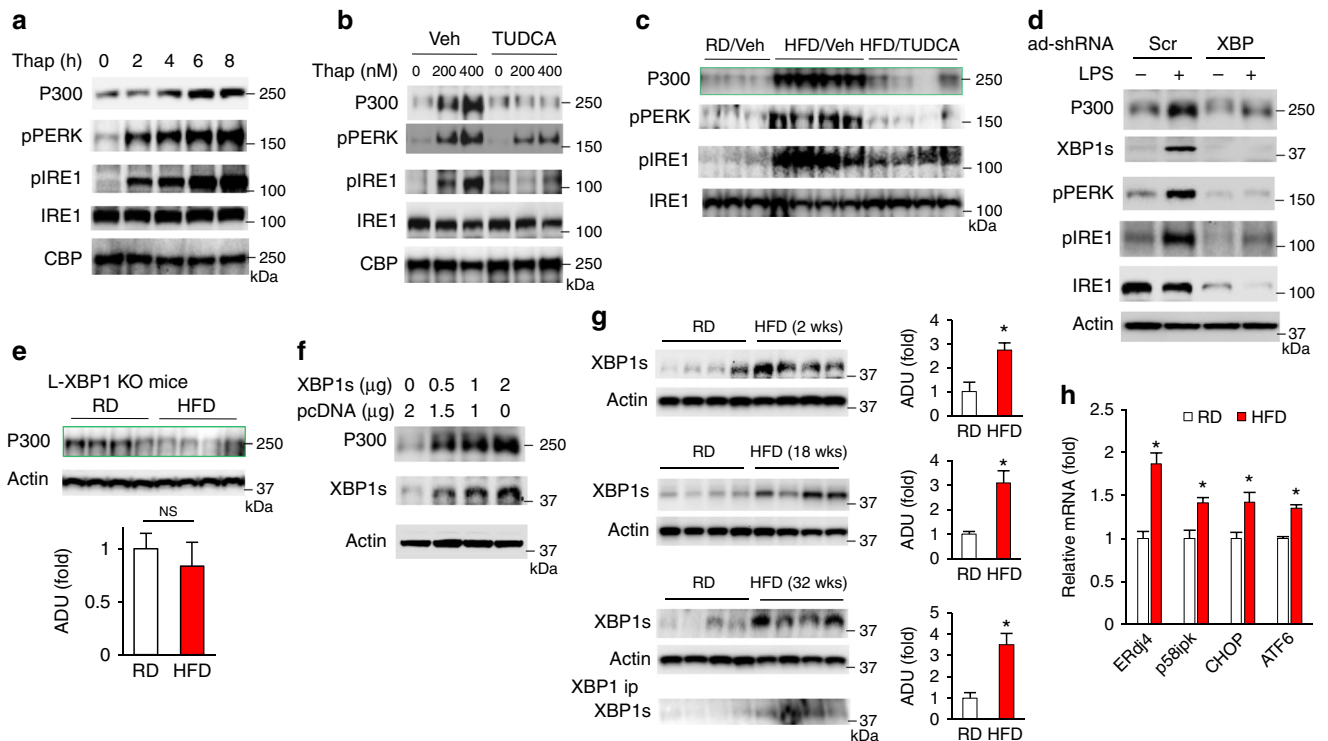 a
Thap (h) 0 2 4 6 8
P300 250
pPERK 150
pIRE1 100
IRE1 100
CBP 250
kDa
b
Veh TUDCA
Thap (nM) 0 200 400 0 200 400
P300 250
pPERK 150
pIRE1 100
IRE1 100
CBP 250
kDa
c
RD/Veh HFD/Veh HFD/TUDCA
P300 250
pPERK 150
pIRE1 100
IRE1 100
kDa
d
ad-shRNA Scr XBP
LPS – + – +
P300 250
XBP1s 37
pPERK 150
pIRE1 100
IRE1 100
Actin 37
kDa
e
L-XBP1 KO mice
RD HFD
P300 250
Actin 37
NS
ADU (fold)
1
0.5
0
RD HFD
f
XBP1s (µg) 0 0.5 1 2
pcDNA (µg) 2 1.5 1 0
P300 250
XBP1s 37
Actin 37
kDa
g
RD HFD (2 wks)
XBP1s 37
Actin 37
ADU (fold)
4
3
2
1
0
*
RD HFD
RD HFD (18 wks)
XBP1s 37
Actin 37
ADU (fold)
4
3
2
1
0
*
RD HFD
RD HFD (32 wks)
XBP1s 37
Actin 37
XBP1 ip
XBP1s 37
kDa
ADU (fold)
5
4
3
2
1
0
*
RD HFD
h
RD HFD
Relative mRNA (fold)
2.5
2
1.5
1
0.5
0
* * * *
ERdj4 p58ipk CHOP ATF6